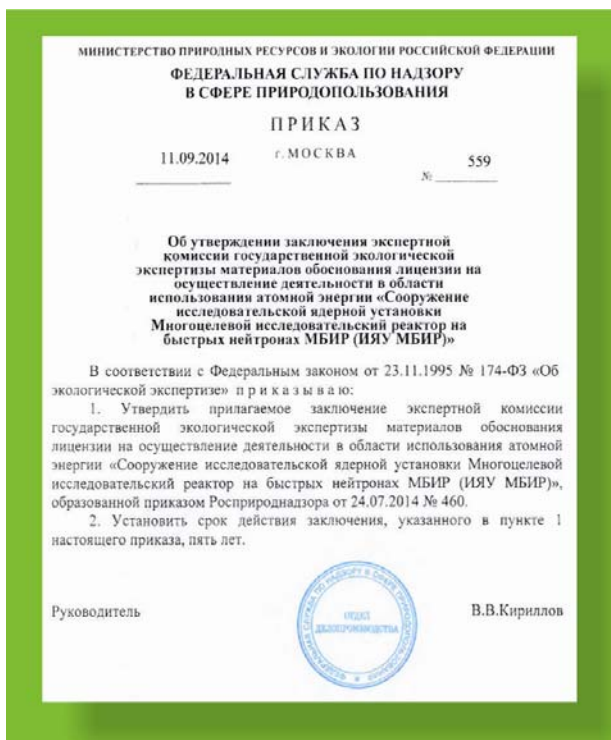 МИНИСТЕРСТВО ПРИРОДНЫХ РЕСУРСОВ И ЭКОЛОГИИ РОССИЙСКОЙ ФЕДЕРАЦИИ
ФЕДЕРАЛЬНАЯ СЛУЖБА ПО НАДЗОРУ
В СФЕРЕ ПРИРОДОПОЛЬЗОВАНИЯ
ПРИКАЗ
11.09.2014 г. МОСКВА № 559
Об утверждении заключения экспертной
комиссии государственной экологической
экспертизы материалов обоснования лицензии на
осуществление деятельности в области
использования атомной энергии «Сооружение
исследовательской ядерной установки
Многоцелевой исследовательский реактор на
быстрых нейтронах МБИР (ИЯУ МБИР)»
В соответствии с Федеральным законом от 23.11.1995 № 174-ФЗ «Об
экологической экспертизе» п р и к а з ы в а ю:
1. Утвердить прилагаемое заключение экспертной комиссии
государственной экологической экспертизы материалов обоснования
лицензии на осуществление деятельности в области использования атомной
энергии «Сооружение исследовательской ядерной установки Многоцелевой
исследовательский реактор на быстрых нейтронах МБИР (ИЯУ МБИР)»,
образованной приказом Росприроднадзора от 24.07.2014 № 460.
2. Установить срок действия заключения, указанного в пункте 1
настоящего приказа, пять лет.
Руководитель
В.В.Кириллов
ФЕДЕРАЛЬНАЯ СЛУЖБА ПО НАДЗОРУ В СФЕРЕ ПРИРОДОПОЛЬЗОВАНИЯ
ОТДЕЛ
ДЕЛОПРОИЗВОДСТВА